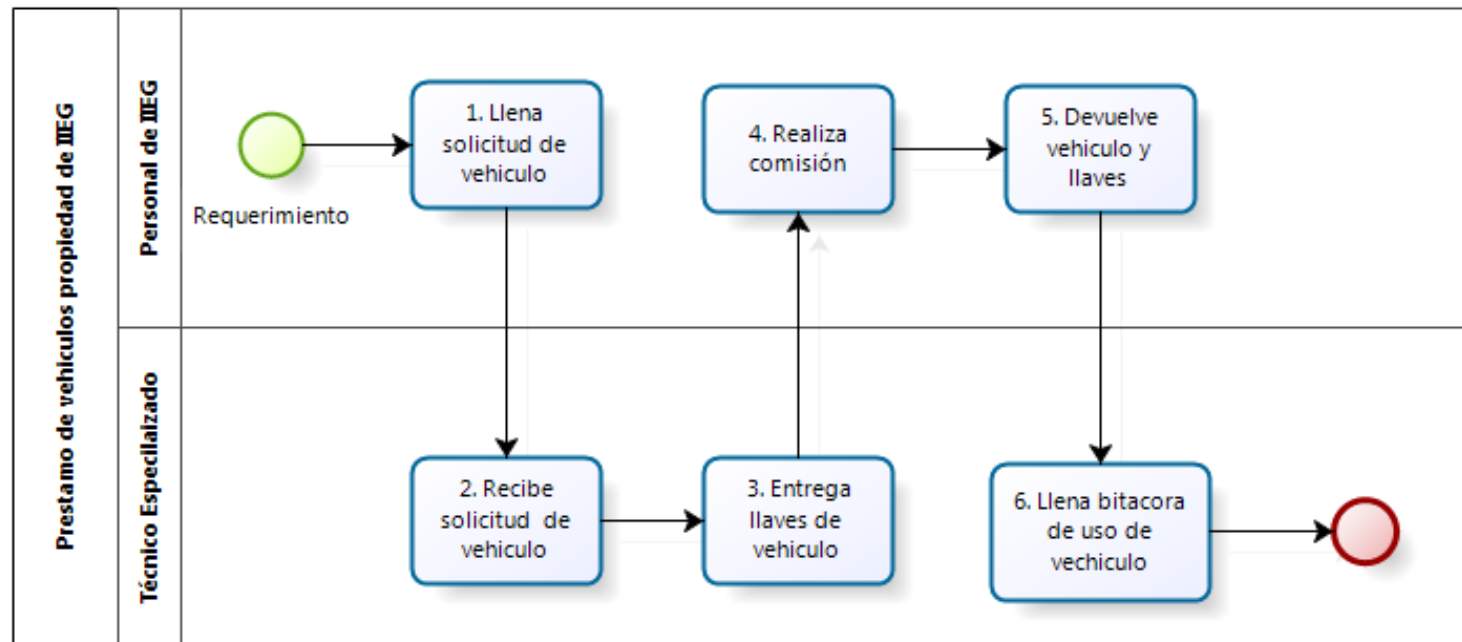 Prestamo de vehiculos propiedad de IIEG
Personal de IIEG
Requerimiento
1. Llena
solicitud de
vehiculo
4. Realiza
comisión
5. Devuelve
vehiculo y
llaves
Técnico Especilaizado
2. Recibe
solicitud de
vehiculo
3. Entrega
llaves de
vehiculo
6. Llena bitacora
de uso de
vechiculo